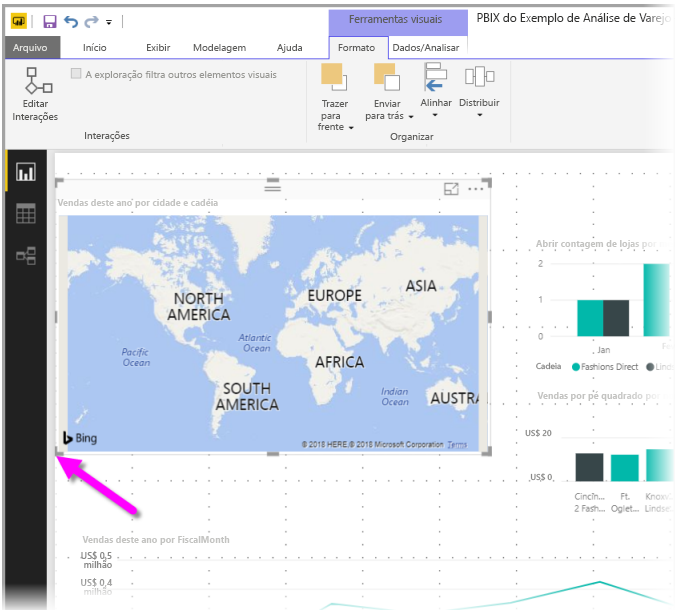 Ferramentas visuais
PBIX do Exemplo de Análise de Varejo
Arquivo
Início
Exibir
Modelagem
Ajuda
Formato
Dados/Analisar
A exploração filtra outros elementos visuais
Editar
Interações
Trazer
para
frente
Enviar
para trás
Alinhar
Distribuir
Interações
Organizar
Vendas deste ano por cidade e cadéia
NORTH
AMERICA
EUROPE
ASIA
Pacific
Ocean
Atlantic
Ocean
AFRICA
SOUTH
AMERICA
Indian
Ocean
AUSTRA
Bing
© 2018 HERE,© 2018 Microsoft Corporation Terms
Abrir contagem de lojas por
2
1
0
Jan
Fe
Cadeia
Fashions Direct
Lind
Vendas por pé quadrado por
US$ 20
US$ 0
Cincin... Ft. Knoxv
2 Fash... Oglet... Lindse
Vendas deste ano por FiscalMonth
US$ 0,5
milhão
US$ 0,4
milhão